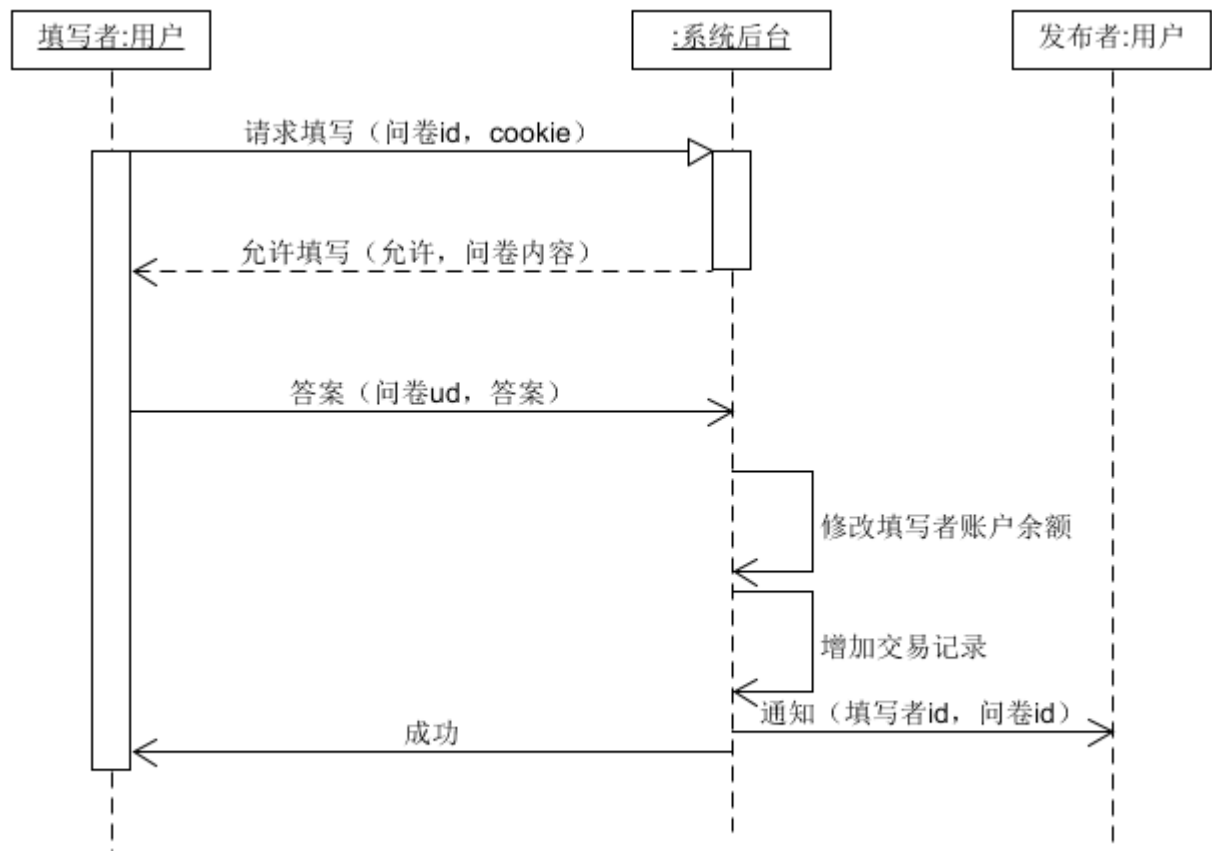 填写者:用户
:系统后台
发布者:用户
请求填写（问卷id，cookie）
允许填写（允许，问卷内容）
答案（问卷ud，答案）
修改填写者账户余额
增加交易记录
通知（填写者id，问卷id）
成功